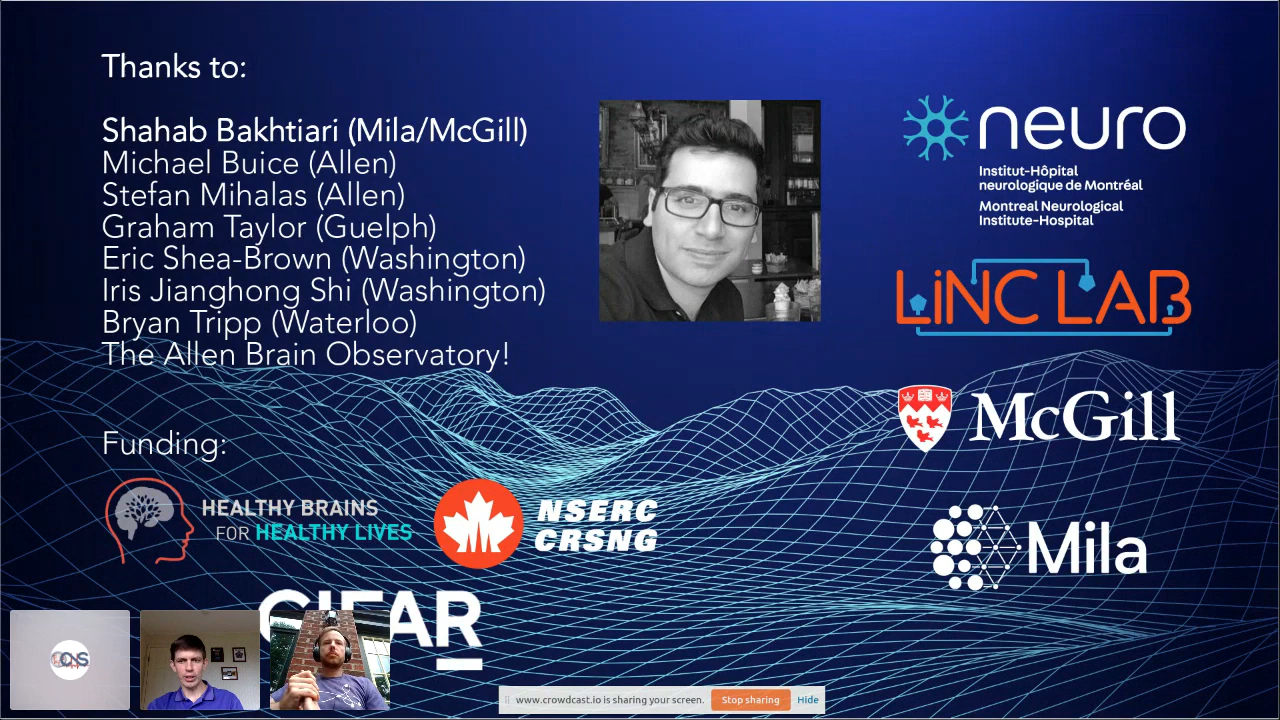 Thanks to:
Shahab Bakhtiari (Mila/McGill)
Michael Buice (Allen)
Stefan Mihalas (Allen)
Graham Taylor (Guelph)
Eric Shea-Brown (Washington)
Iris Jianghong Shi (Washington)
Bryan Tripp (Waterloo)
The Allen Brain Observatory!
Funding:
HEALTHY BRAINS
FOR HEALTHY LIVES
NSERC
CRSNG
neuro
Institut-Hôpital
neurologique de Montréal
Montreal Neurological
Institute-Hospital
LiNC LAB
McGill
Mila
www.crowdcast.io is sharing your screen.
Stop sharing
Hide